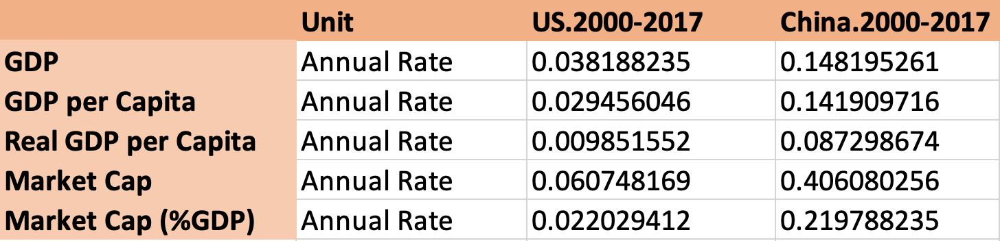 Unit US.2000-2017 China.2000-2017
GDP Annual Rate 0.038188235 0.148195261
GDP per Capita Annual Rate 0.029456046 0.141909716
Real GDP per Capita Annual Rate 0.009851552 0.087298674
Market Cap Annual Rate 0.060748169 0.406080256
Market Cap (%GDP) Annual Rate 0.022029412 0.219788235